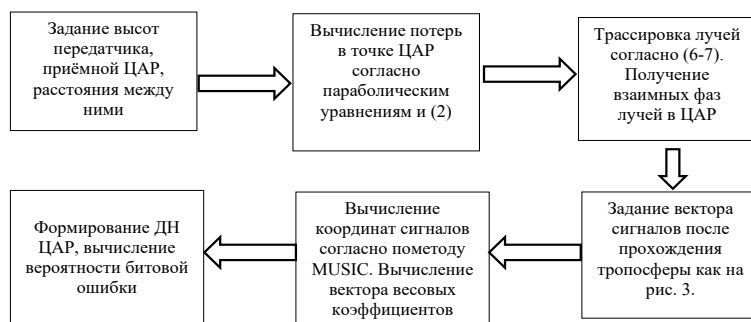 Задание высот
передатчика,
приёмной ЦАР,
расстояния между
ними
Вычисление потерь
в точке ЦАР
согласно
параболическим
уравнениям и (2)
Трассировка лучей
согласно (6-7).
Получение
взаимных фаз
лучей в ЦАР
Задание вектора
сигналов после
прохождения
тропосферы как на
рис. 3.
Вычисление
координат сигналов
согласно пометоду
MUSIC. Вычисление
вектора весовых
коэффициентов
Формирование ДН
ЦАР, вычисление
вероятности битовой
ошибки